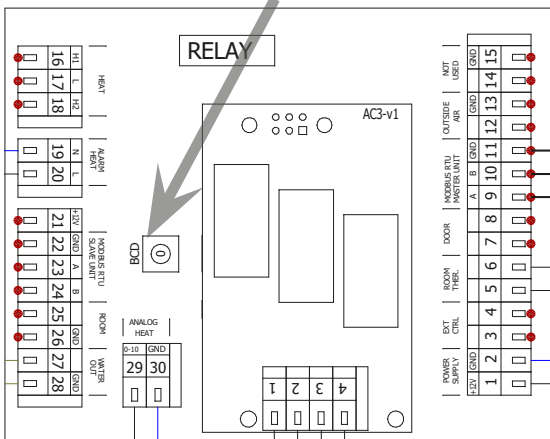 RELAY
AC3-v1
16 H1
17 L
18 H2
HEAT
19 N
20 L
ALARM
HEAT
21 +12V
22 GND
23 A
24 B
MODBUS RTU
SLAVE UNIT
25
26 GND
ROOM
27
28 GND
WATER
OUT
BCD
0
ANALOG
HEAT
0-10 GND
29 30
1 2 3 4
NOT
USED
GND 15
14
OUTSIDE
AIR
GND 13
12
MODBUS RTU
MASTER UNIT
GND 11
B 10
A 9
DOOR
8
7
ROOM
THER.
6
5
EXT
CTRL
4
3
POWER
SUPPLY
GND 2
+12V 1